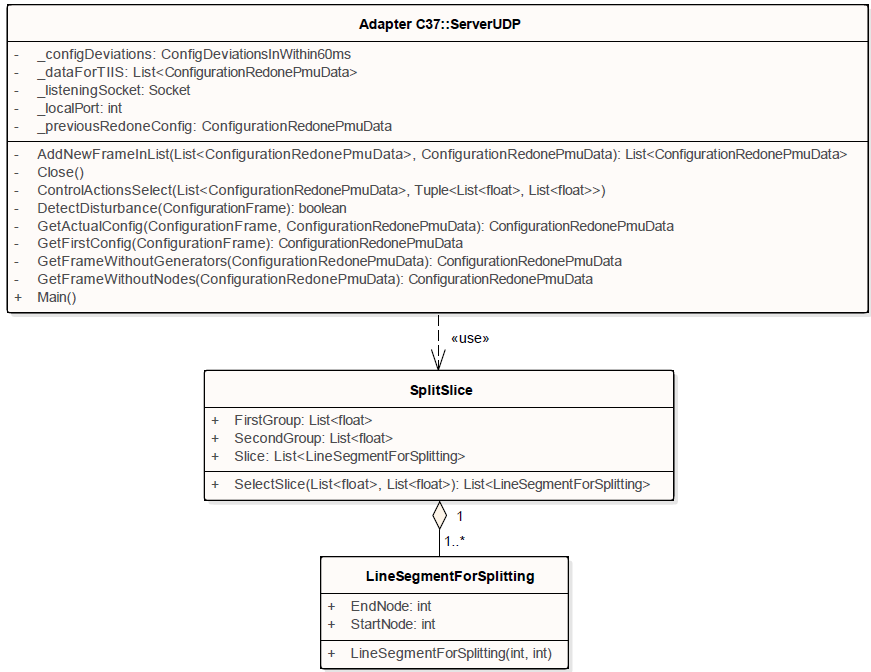 Adapter C37::ServerUDP
- _configDeviations: ConfigDeviationsInWithin60ms
- _dataForTIIS: List<ConfigurationRedonePmuData>
- _listeningSocket: Socket
- _localPort: int
- _previousRedoneConfig: ConfigurationRedonePmuData
- AddNewFrameInList(List<ConfigurationRedonePmuData>, ConfigurationRedonePmuData): List<ConfigurationRedonePmuData>
- Close()
- ControlActionsSelect(List<ConfigurationRedonePmuData>, Tuple<List<float>, List<float>>)
- DetectDisturbance(ConfigurationFrame): boolean
- GetActualConfig(ConfigurationFrame, ConfigurationRedonePmuData): ConfigurationRedonePmuData
- GetFirstConfig(ConfigurationFrame): ConfigurationRedonePmuData
- GetFrameWithoutGenerators(ConfigurationRedonePmuData): ConfigurationRedonePmuData
- GetFrameWithoutNodes(ConfigurationRedonePmuData): ConfigurationRedonePmuData
+ Main()
«use»
SplitSlice
+ FirstGroup: List<float>
+ SecondGroup: List<float>
+ Slice: List<LineSegmentForSplitting>
+ SelectSlice(List<float>, List<float>): List<LineSegmentForSplitting>
1
1..*
LineSegmentForSplitting
+ EndNode: int
+ StartNode: int
+ LineSegmentForSplitting(int, int)